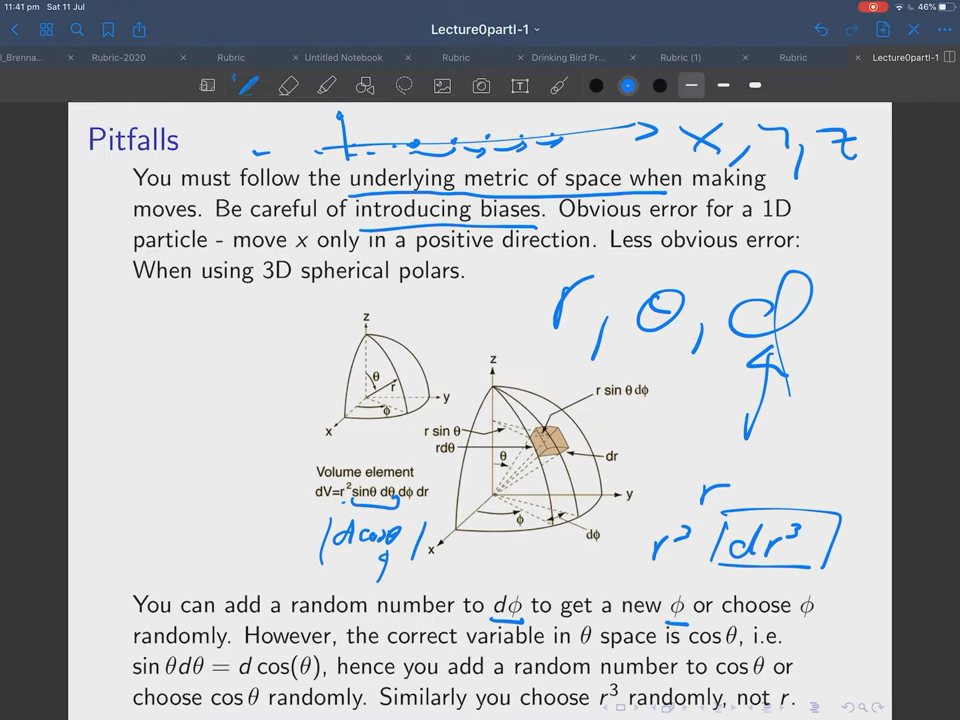 11:41 pm Sat 11 Jul
46%
Lecture0partI-1
I_Brenna...
Rubric-2020
Rubric
Untitled Notebook
Rubric
Drinking Bird Pr...
Rubric (1)
Rubric
Lecture0partI-1
Pitfalls
x, y, z
You must follow the underlying metric of space when making
moves. Be careful of introducing biases. Obvious error for a 1D
particle - move x only in a positive direction. Less obvious error:
When using 3D spherical polars.
r, θ, ϕ
z
θ
r
ϕ
y
x
z
r sin θ dϕ
r sin θ
rdθ
θ
dr
Volume element
dV=r² sinθ dθ dϕ dr
y
ϕ
dϕ
x
|d cosθ|
r
r² |dr³|
You can add a random number to dϕ to get a new ϕ or choose ϕ
randomly. However, the correct variable in θ space is cos θ, i.e.
sin θdθ = d cos(θ), hence you add a random number to cos θ or
choose cos θ randomly. Similarly you choose r³ randomly, not r.